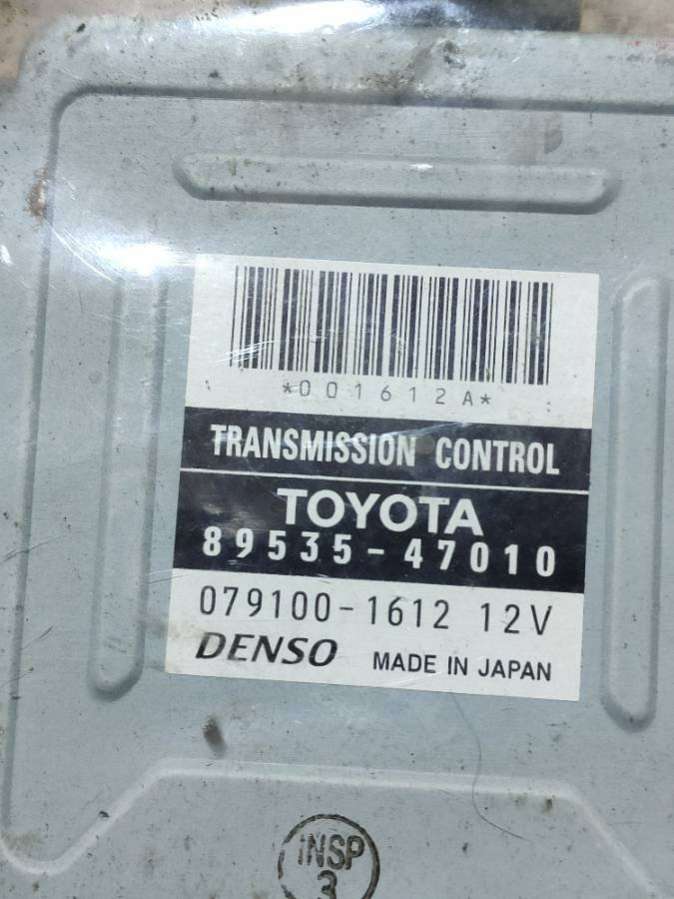 *001612A*
TRANSMISSION CONTROL
TOYOTA
89535-47010
079100-1612 12V
DENSO MADE IN JAPAN
INSP
3